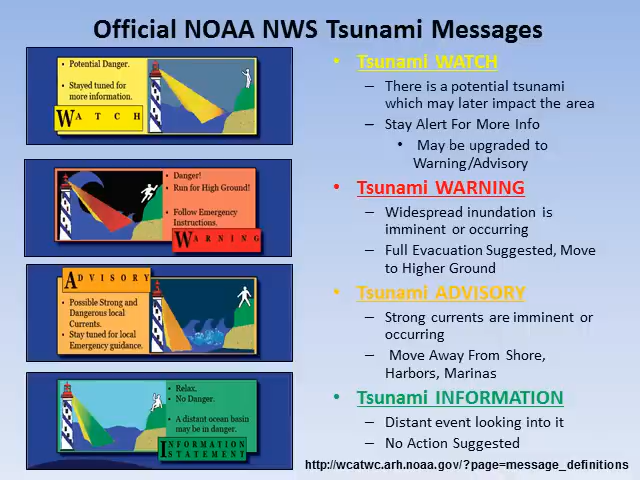 Official NOAA NWS Tsunami Messages
• Potential Danger.
• Stayed tuned for
more information.
WATCH
• Danger!
• Run for High Ground!
• Follow Emergency
Instructions.
WARNING
ADVISORY
• Possible Strong and
Dangerous local
Currents.
• Stay tuned for local
Emergency guidance.
• Relax,
• No Danger.
• A distant ocean basin
may be in danger.
INFORMATION
STATEMENT
• Tsunami WATCH
– There is a potential tsunami
which may later impact the area
– Stay Alert For More Info
• May be upgraded to
Warning/Advisory
• Tsunami WARNING
– Widespread inundation is
imminent or occurring
– Full Evacuation Suggested, Move
to Higher Ground
• Tsunami ADVISORY
– Strong currents are imminent or
occurring
– Move Away From Shore,
Harbors, Marinas
• Tsunami INFORMATION
– Distant event looking into it
– No Action Suggested
http://wcatwc.arh.noaa.gov/?page=message_definitions